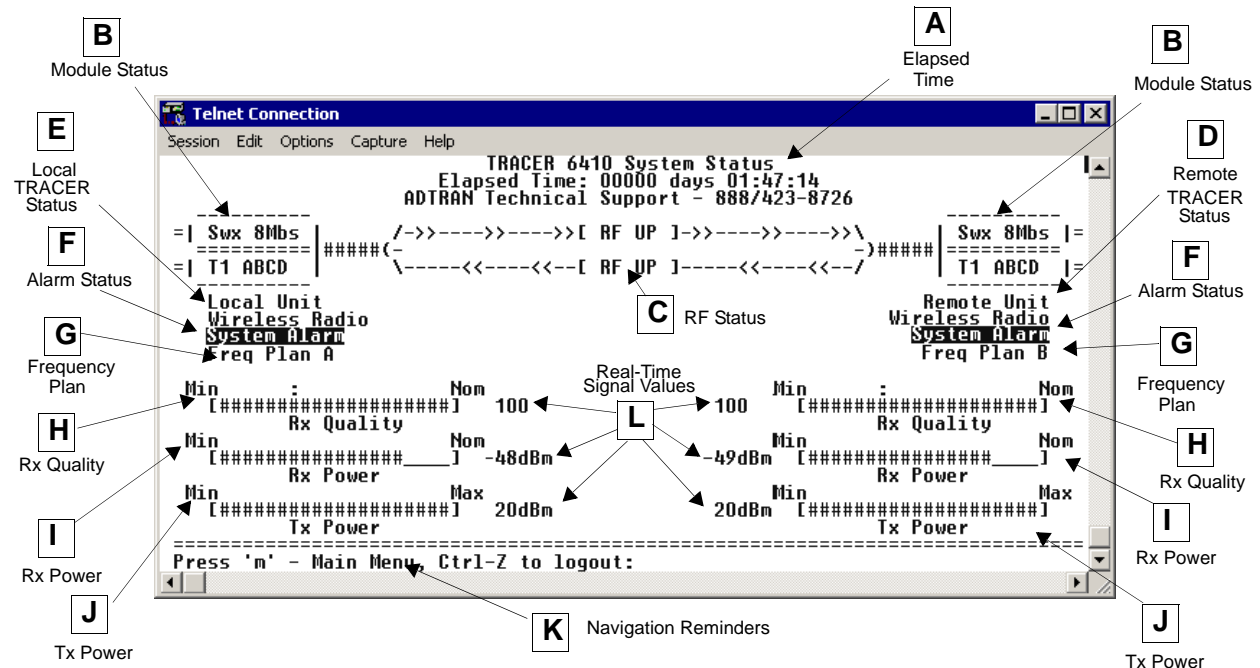 B
Module Status
A
Elapsed
Time
B
Module Status
E
Local
TRACER
Status
D
Remote
TRACER
Status
F
Alarm Status
F
Alarm Status
G
Frequency
Plan
G
Frequency
Plan
H
Rx Quality
H
Rx Quality
I
Rx Power
I
Rx Power
J
Tx Power
J
Tx Power
Telnet Connection
Session Edit Options Capture Help
TRACER 6410 System Status
Elapsed Time: 00000 days 01:47:14
ADTRAN Technical Support - 888/423-8726
---------- ----------
=| Swx 8Mbs | /->>---->>---->>[ RF UP ]->>---->>---->>\ | Swx 8Mbs |=
========== #####(- -)##### ==========
=| T1 ABCD | \-----<<----<<--[ RF UP ]-----<<----<<--/ | T1 ABCD |=
---------- ----------
Local Unit Remote Unit
Wireless Radio Wireless Radio
System Alarm System Alarm
Freq Plan A Freq Plan B
C
RF Status
Real-Time
Signal Values
L
Min : Nom Min : Nom
[####################] 100 100 [####################]
Rx Quality Rx Quality
Min Nom Min Nom
[################____] -48dBm -49dBm [################____]
Rx Power Rx Power
Min Max Min Max
[####################] 20dBm 20dBm [####################]
Tx Power Tx Power
================================================================================
Press 'm' - Main Menu, Ctrl-Z to logout:
K
Navigation Reminders